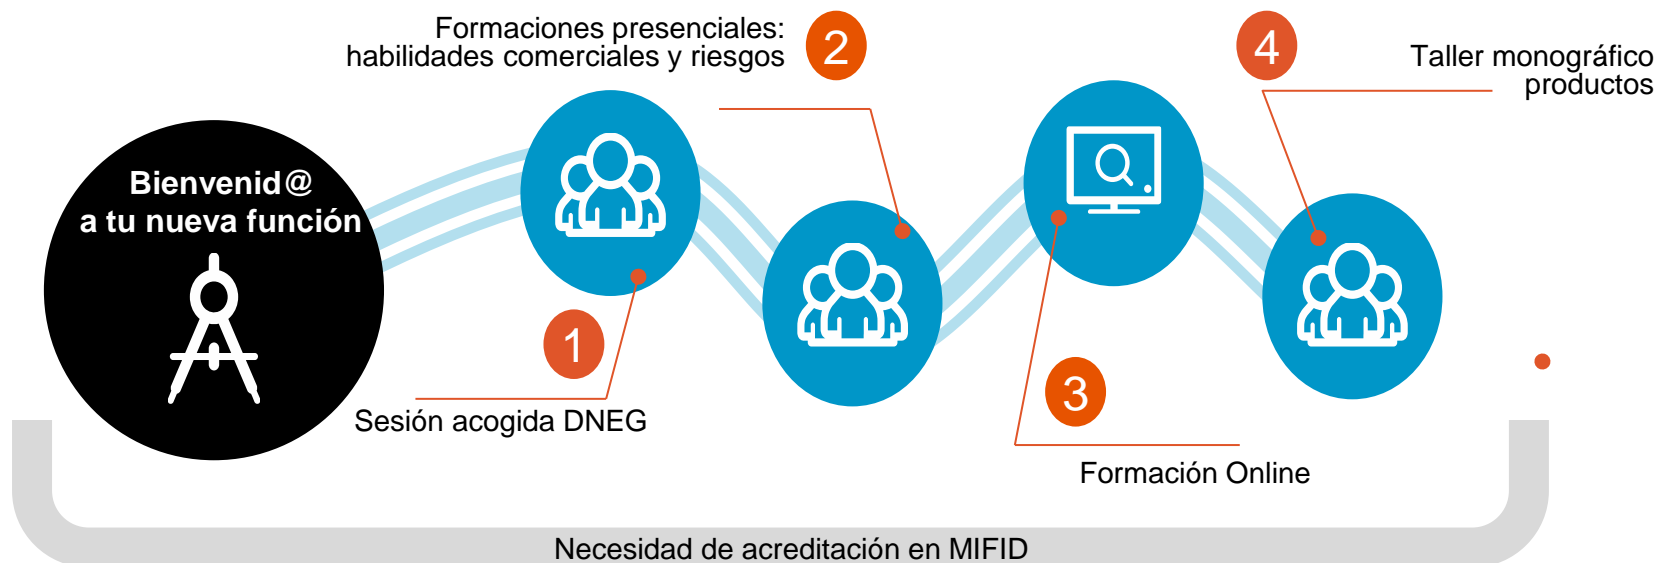 Bienvenid@
a tu nueva función
1
Sesión acogida DNEG
Formaciones presenciales:
habilidades comerciales y riesgos
2
3
Formación Online
4
Taller monográfico
productos
Necesidad de acreditación en MIFID